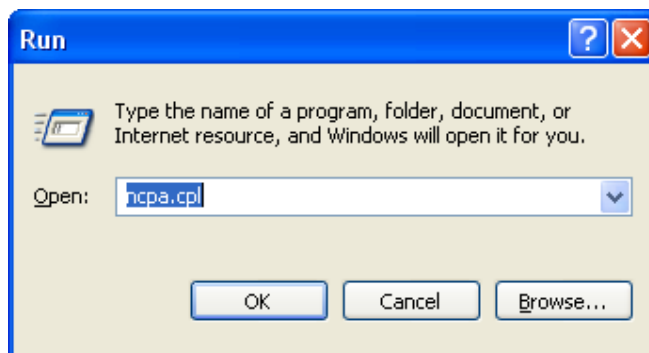 Run
Type the name of a program, folder, document, or
Internet resource, and Windows will open it for you.
Open: ncpa.cpl
OK Cancel Browse...